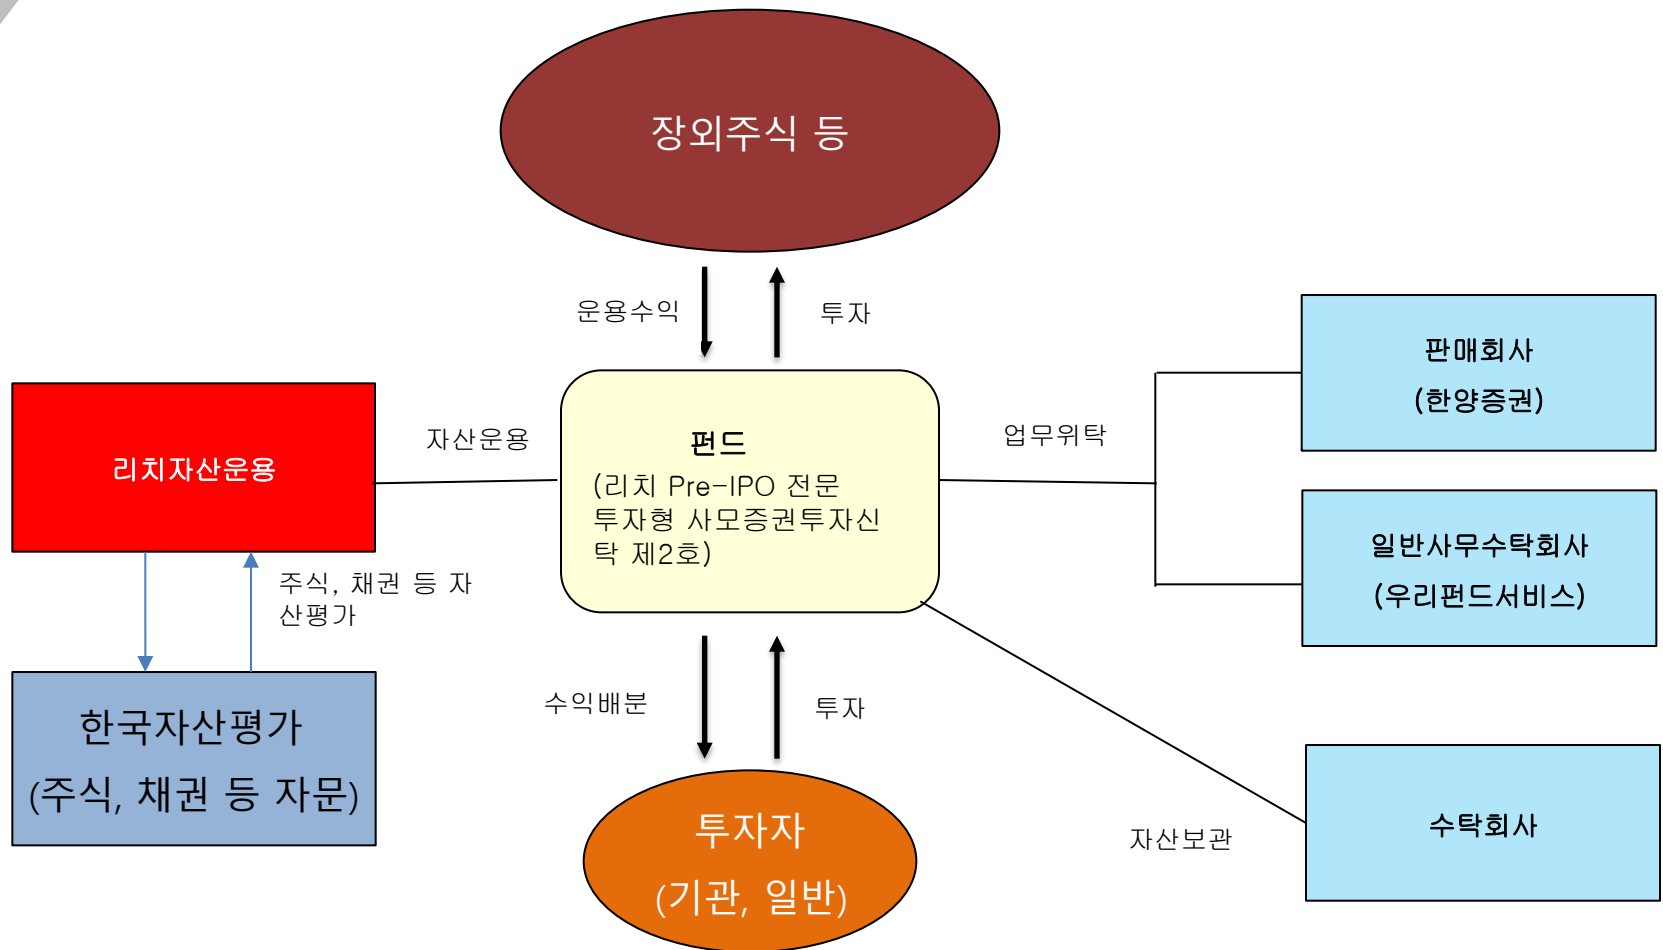 장외주식 등
운용수익
투자
판매회사
(한양증권)
리치자산운용
자산운용
펀드
(리치 Pre-IPO 전문
투자형 사모증권투자신
탁 제2호)
업무위탁
일반사무수탁회사
(우리펀드서비스)
주식, 채권 등 자
산평가
한국자산평가
(주식, 채권 등 자문)
수익배분
투자
투자자
(기관, 일반)
자산보관
수탁회사